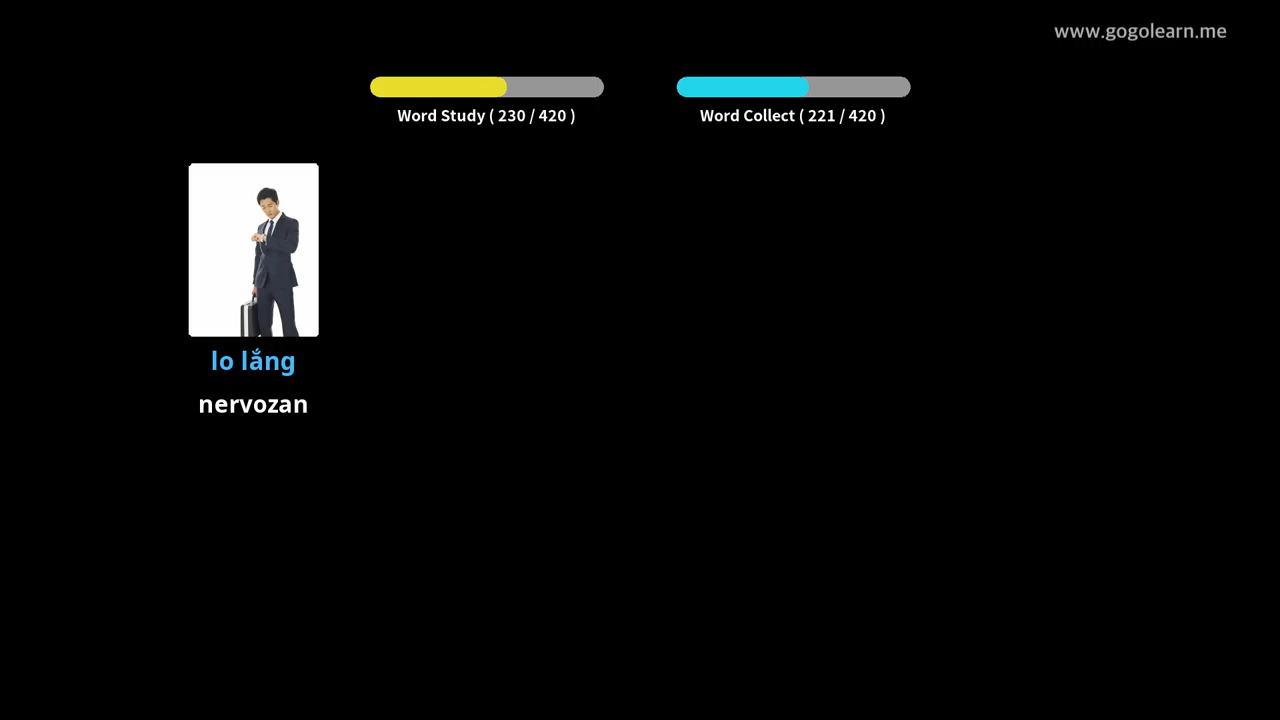 www.gogolearn.me
Word Study ( 230 / 420 )
Word Collect ( 221 / 420 )
lo lắng
nervozan